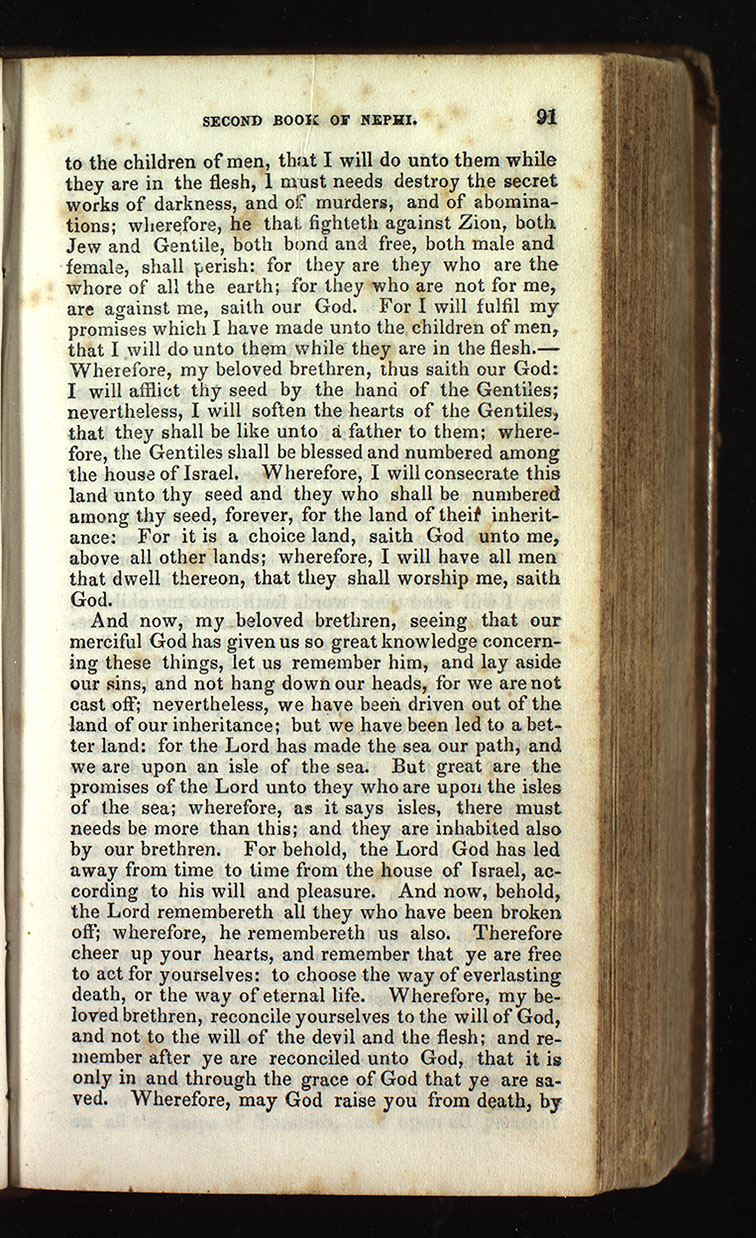 SECOND BOOK OF NEPHI. 91
to the children of men, that I will do unto them while
they are in the flesh, I must needs destroy the secret
works of darkness, and of murders, and of abomina-
tions; wherefore, he that fighteth against Zion, both
Jew and Gentile, both bond and free, both male and
female, shall perish: for they are they who are the
whore of all the earth; for they who are not for me,
are against me, saith our God. For I will fulfil my
promises which I have made unto the children of men,
that I will do unto them while they are in the flesh.—
Wherefore, my beloved brethren, thus saith our God:
I will afflict thy seed by the hand of the Gentiles;
nevertheless, I will soften the hearts of the Gentiles,
that they shall be like unto a father to them; where-
fore, the Gentiles shall be blessed and numbered among
the house of Israel. Wherefore, I will consecrate this
land unto thy seed and they who shall be numbered
among thy seed, forever, for the land of their inherit-
ance: For it is a choice land, saith God unto me,
above all other lands; wherefore, I will have all men
that dwell thereon, that they shall worship me, saith
God.
And now, my beloved brethren, seeing that our
merciful God has given us so great knowledge concern-
ing these things, let us remember him, and lay aside
our sins, and not hang down our heads, for we are not
cast off; nevertheless, we have been driven out of the
land of our inheritance; but we have been led to a bet-
ter land: for the Lord has made the sea our path, and
we are upon an isle of the sea. But great are the
promises of the Lord unto they who are upon the isles
of the sea; wherefore, as it says isles, there must
needs be more than this; and they are inhabited also
by our brethren. For behold, the Lord God has led
away from time to time from the house of Israel, ac-
cording to his will and pleasure. And now, behold,
the Lord remembereth all they who have been broken
off; wherefore, he remembereth us also. Therefore
cheer up your hearts, and remember that ye are free
to act for yourselves: to choose the way of everlasting
death, or the way of eternal life. Wherefore, my be-
loved brethren, reconcile yourselves to the will of God,
and not to the will of the devil and the flesh; and re-
member after ye are reconciled unto God, that it is
only in and through the grace of God that ye are sa-
ved. Wherefore, may God raise you from death, by